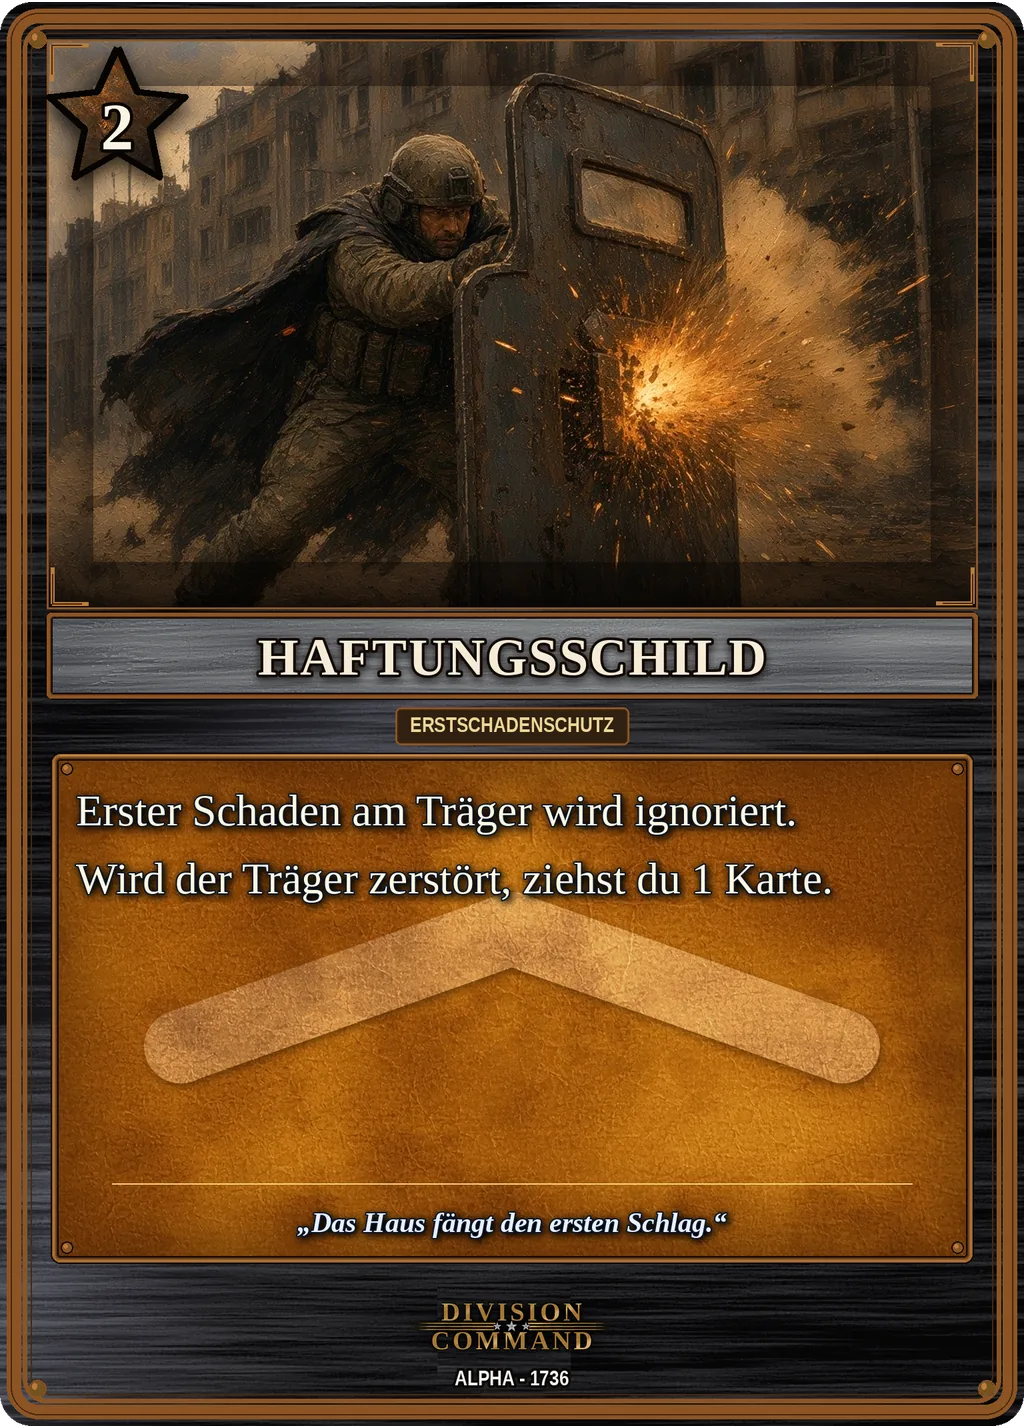 2
HAFTUNGSSCHILD
ERSTSCHADENSCHUTZ
Erster Schaden am Träger wird ignoriert.
Wird der Träger zerstört, ziehst du 1 Karte.
„Das Haus fängt den ersten Schlag.“
DIVISION
COMMAND
ALPHA - 1736